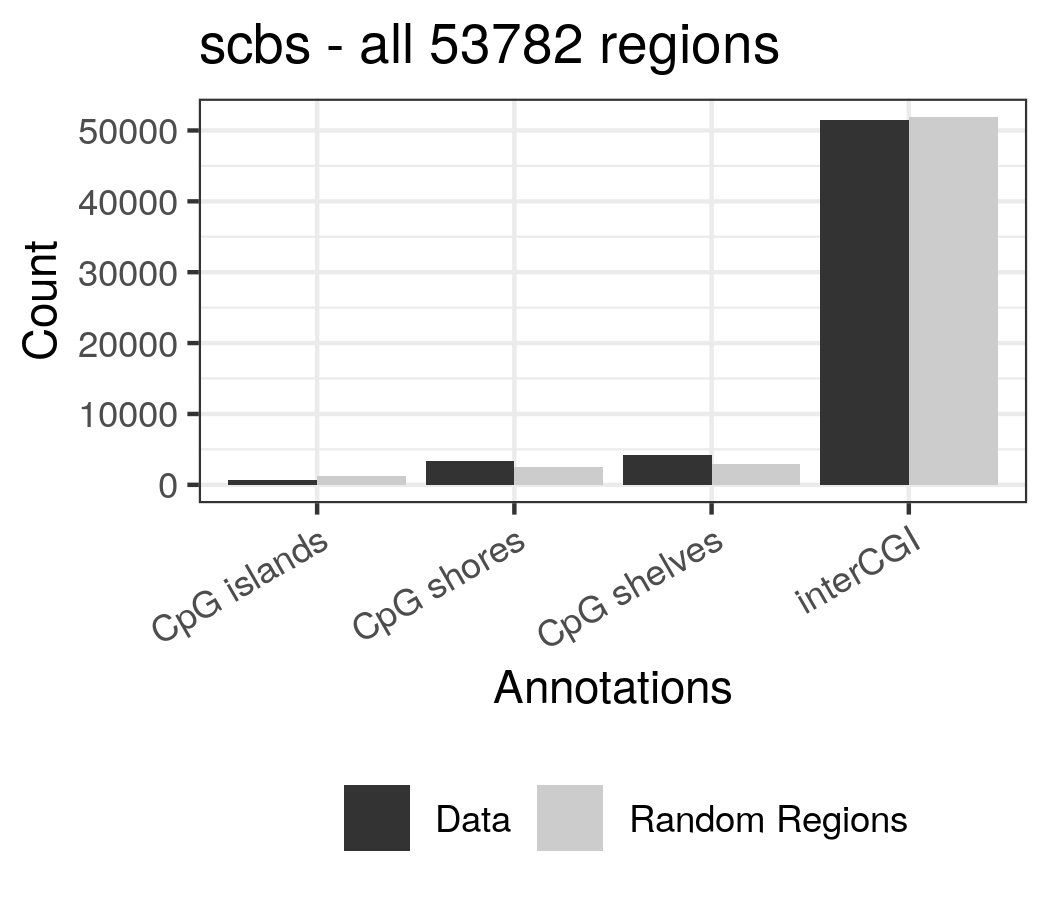 scbs - all 53782 regions
50000
40000
30000
20000
10000
0
Count
CpG islands
CpG shores
CpG shelves
interCGI
Annotations
Data
Random Regions